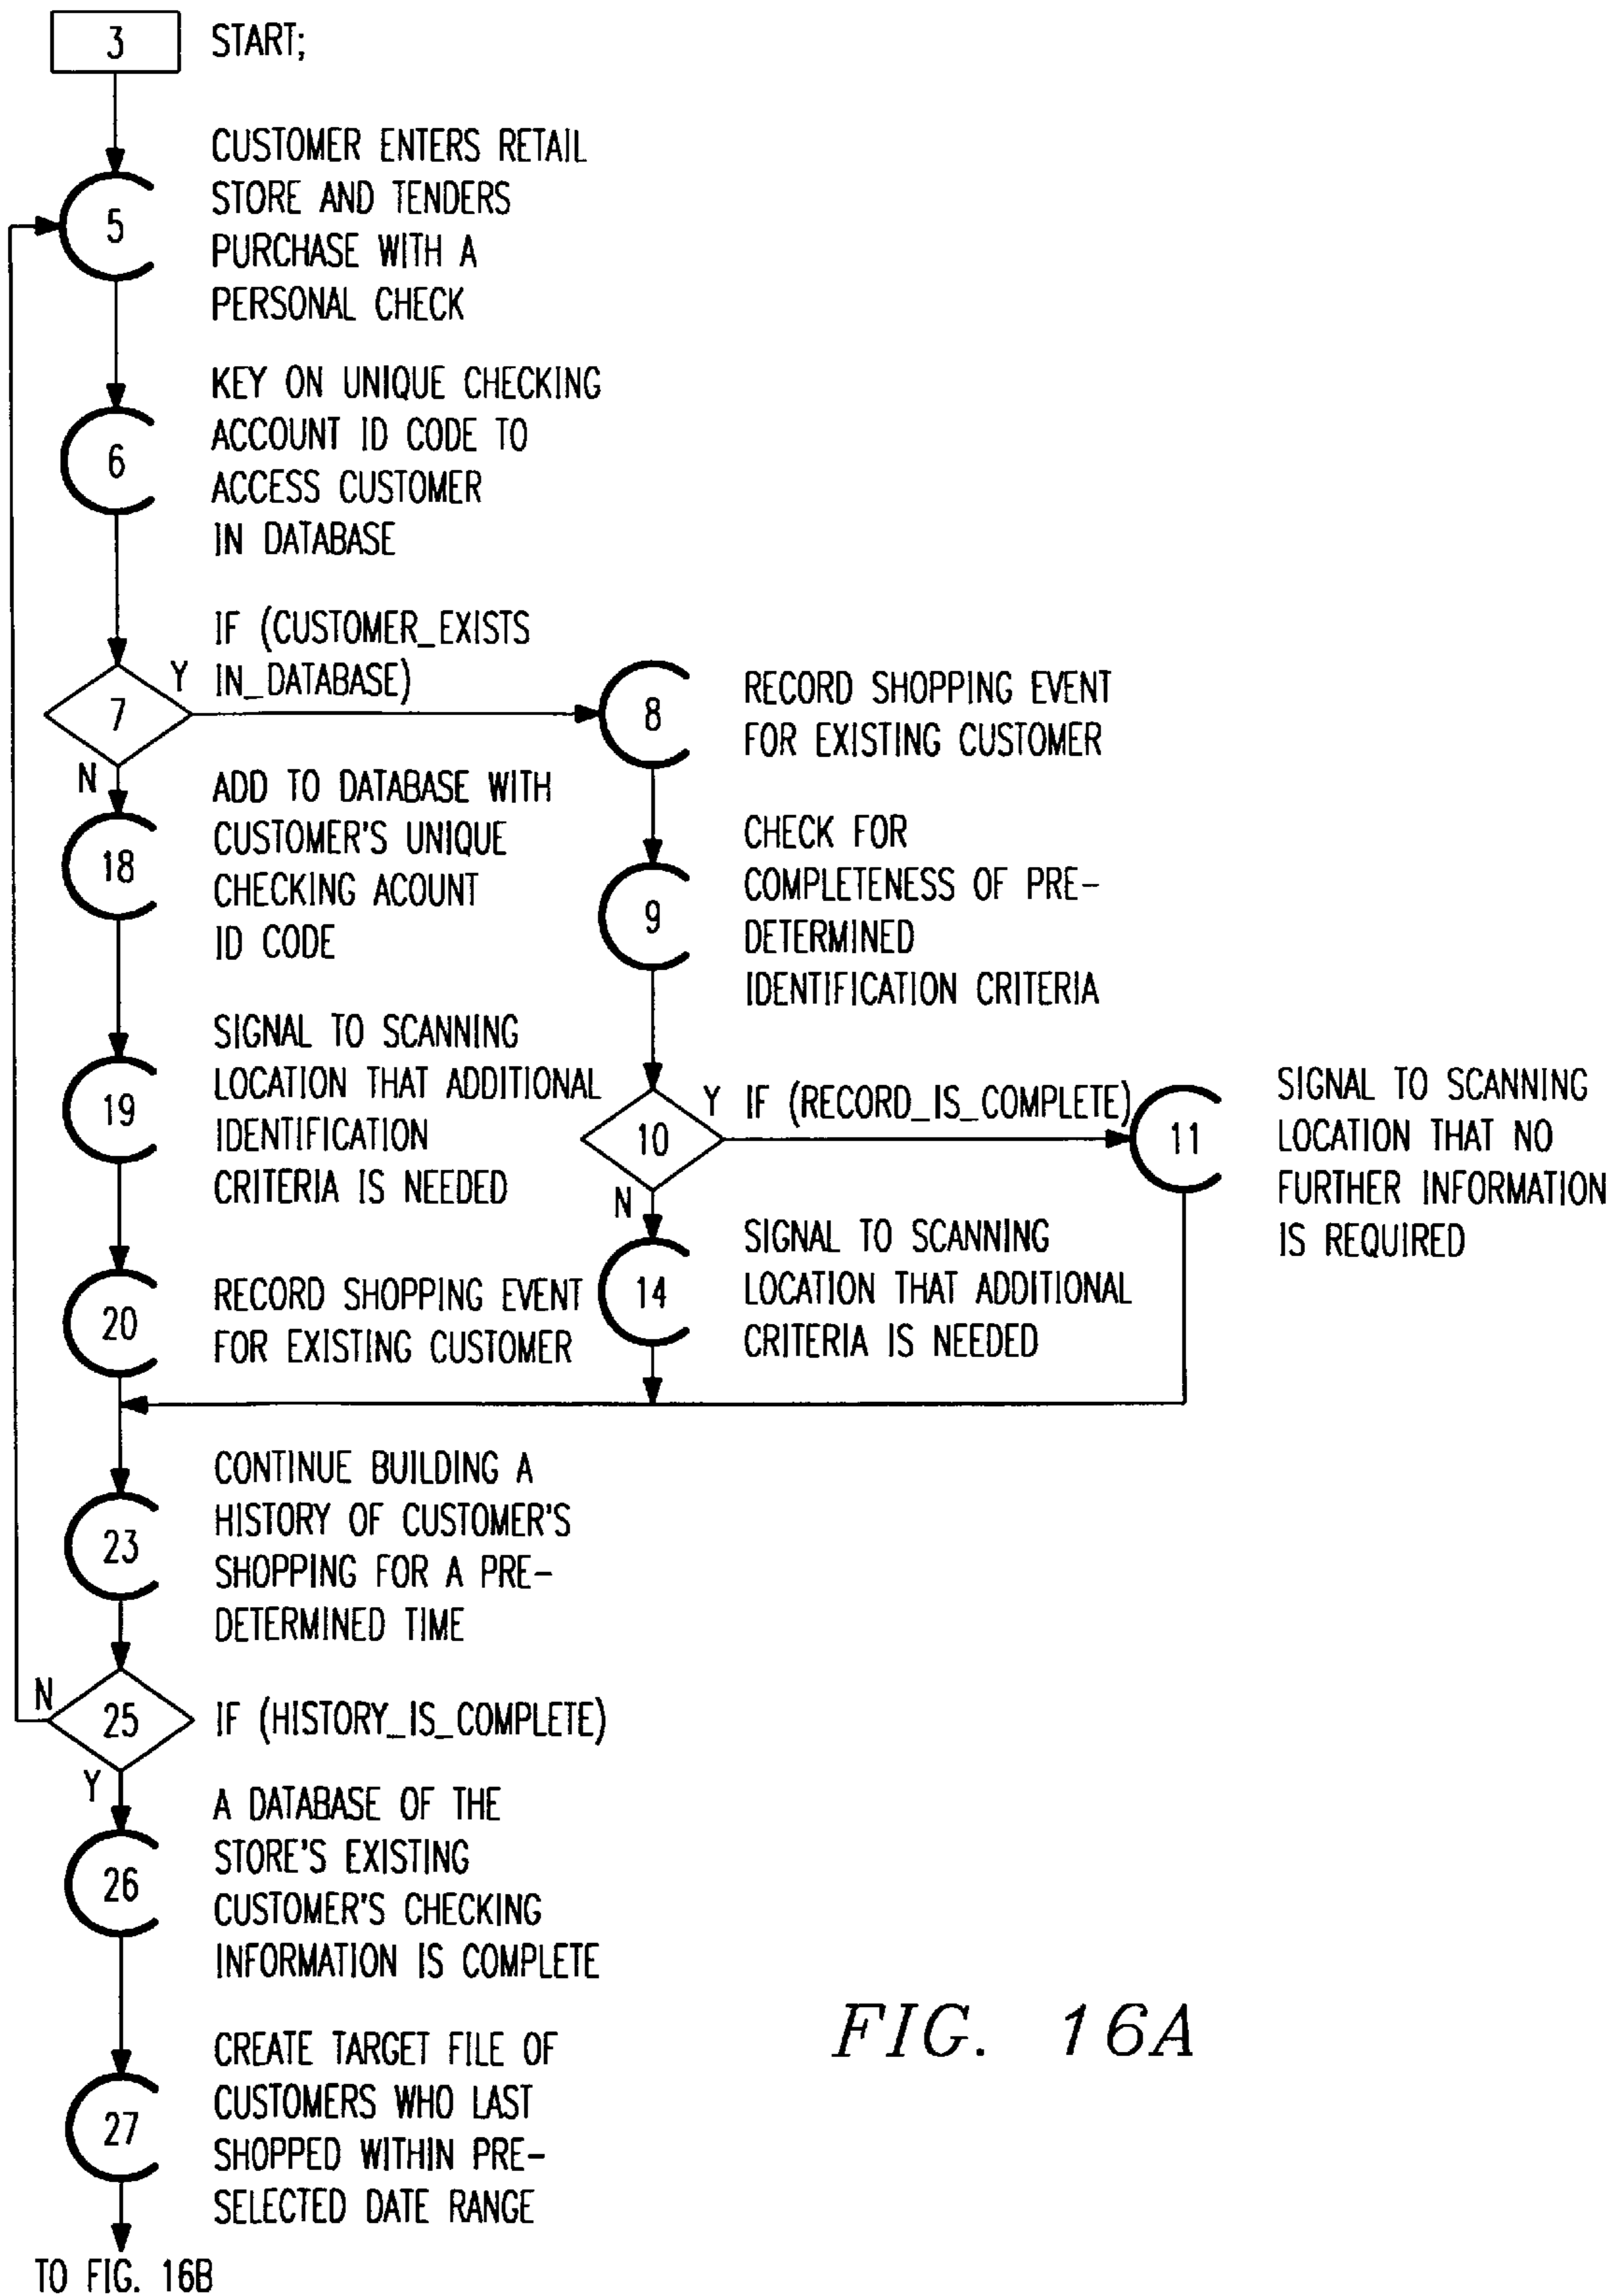 3 START;
CUSTOMER ENTERS RETAIL
STORE AND TENDERS
PURCHASE WITH A
PERSONAL CHECK
5
KEY ON UNIQUE CHECKING
ACCOUNT ID CODE TO
ACCESS CUSTOMER
IN DATABASE
6
IF (CUSTOMER_EXISTS
IN_DATABASE)
Y
7
N
8
RECORD SHOPPING EVENT
FOR EXISTING CUSTOMER
ADD TO DATABASE WITH
CUSTOMER'S UNIQUE
CHECKING ACOUNT
ID CODE
18
CHECK FOR
COMPLETENESS OF PRE-
DETERMINED
IDENTIFICATION CRITERIA
9
SIGNAL TO SCANNING
LOCATION THAT ADDITIONAL
IDENTIFICATION
CRITERIA IS NEEDED
19
Y IF (RECORD_IS_COMPLETE)
10
N
11
SIGNAL TO SCANNING
LOCATION THAT NO
FURTHER INFORMATION
IS REQUIRED
20
RECORD SHOPPING EVENT
FOR EXISTING CUSTOMER
14
SIGNAL TO SCANNING
LOCATION THAT ADDITIONAL
CRITERIA IS NEEDED
CONTINUE BUILDING A
HISTORY OF CUSTOMER'S
SHOPPING FOR A PRE-
DETERMINED TIME
23
N
25
IF (HISTORY_IS_COMPLETE)
Y
A DATABASE OF THE
STORE'S EXISTING
CUSTOMER'S CHECKING
INFORMATION IS COMPLETE
26
CREATE TARGET FILE OF
CUSTOMERS WHO LAST
SHOPPED WITHIN PRE-
SELECTED DATE RANGE
27
TO FIG. 16B
FIG. 16A